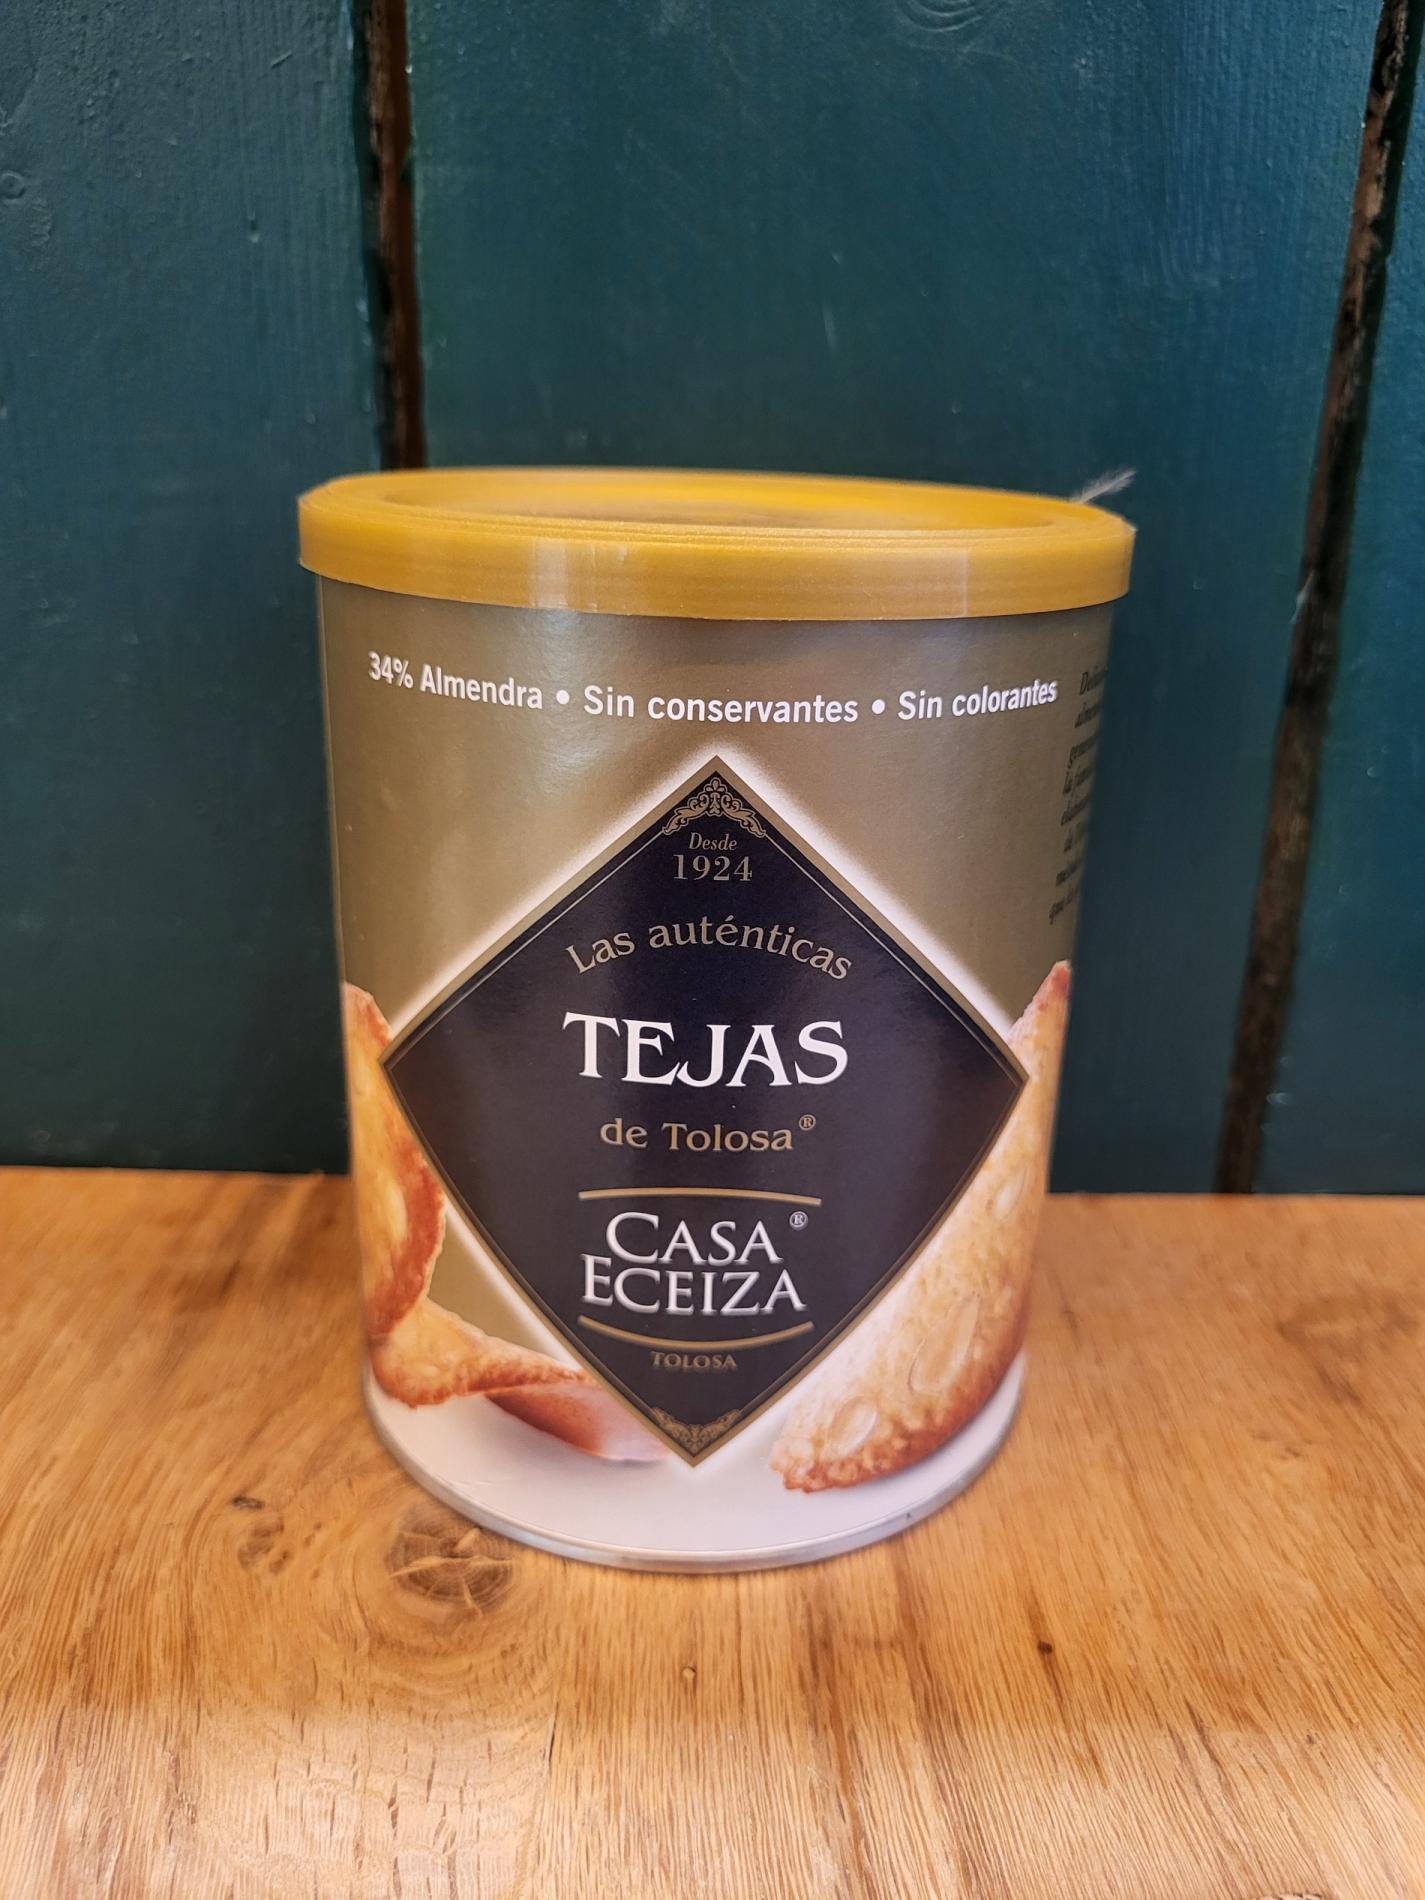 34% Almendra • Sin conservantes • Sin colorantes
Desde
1924
Las auténticas
TEJAS
de Tolosa®
CASA ®
ECEIZA
TOLOSA